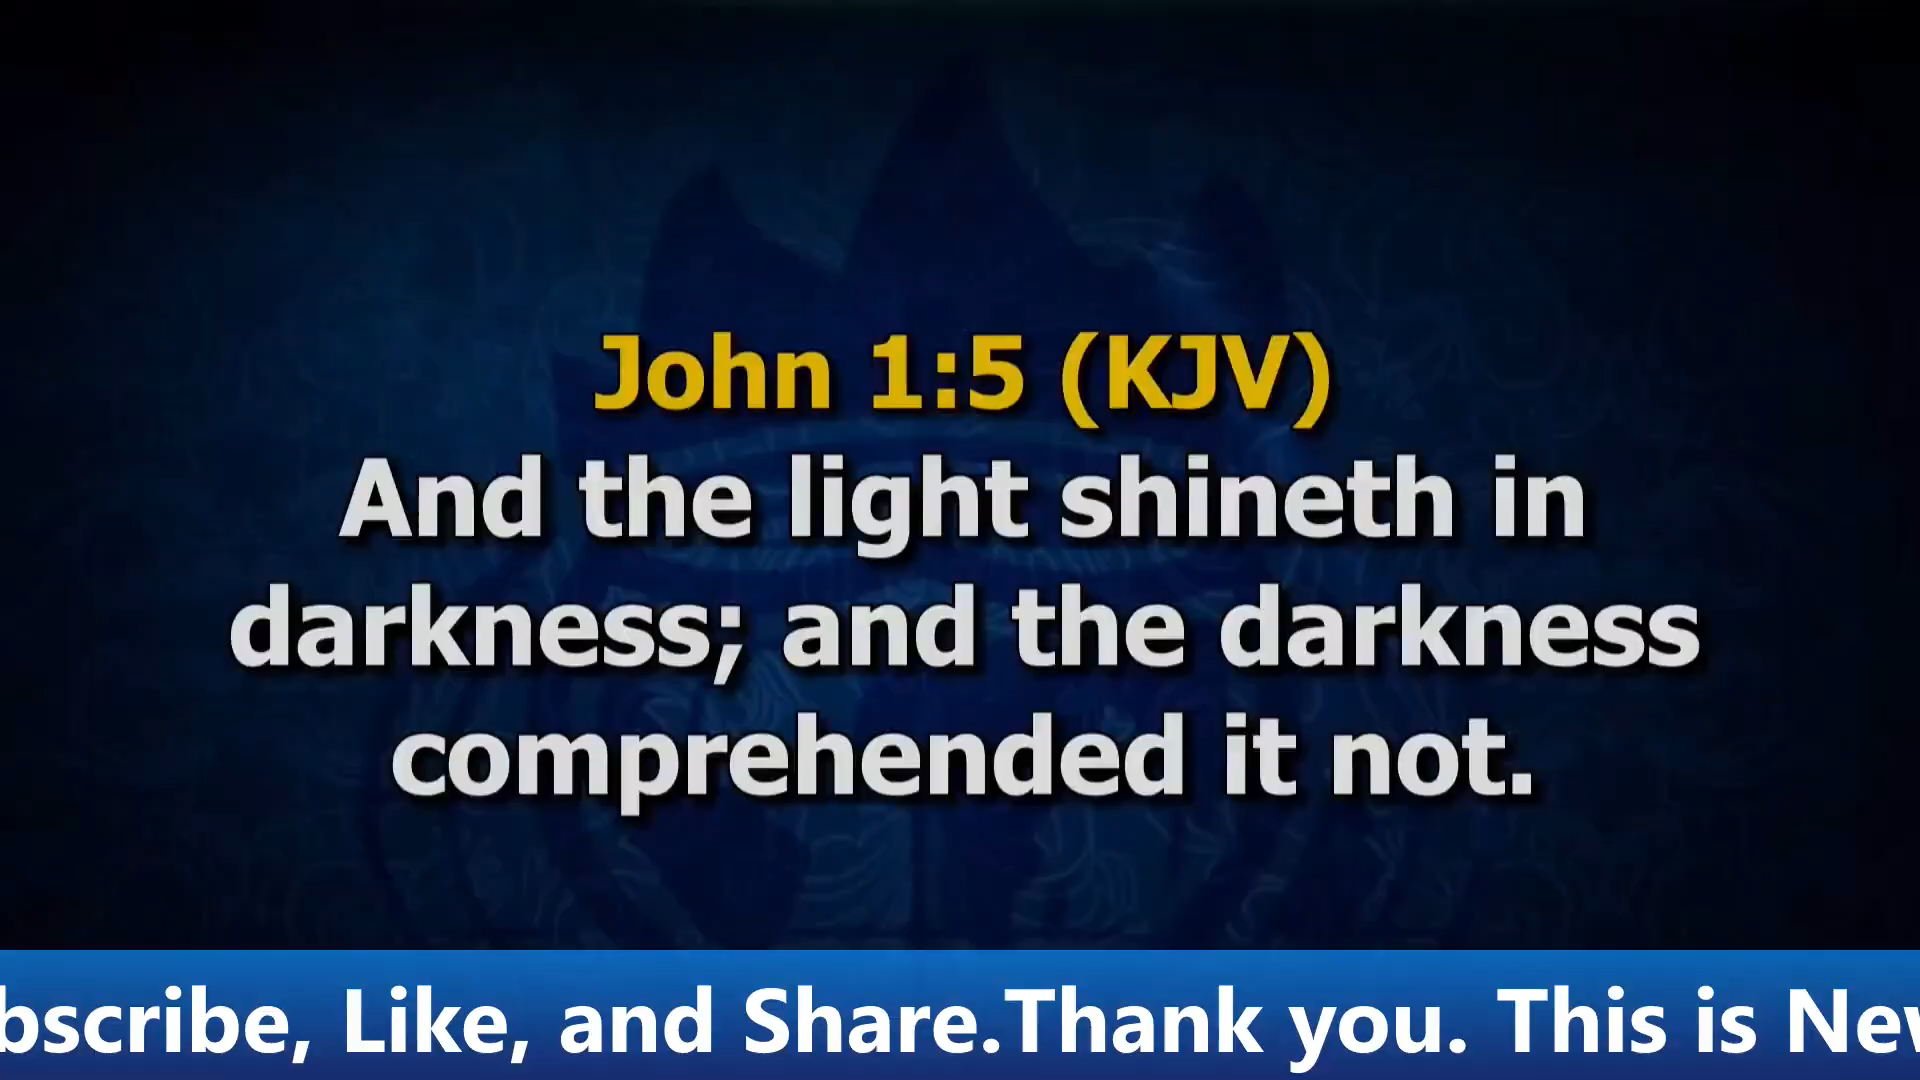 John 1:5 (KJV)
And the light shineth in
darkness; and the darkness
comprehended it not.
bscribe, Like, and Share.Thank you. This is New